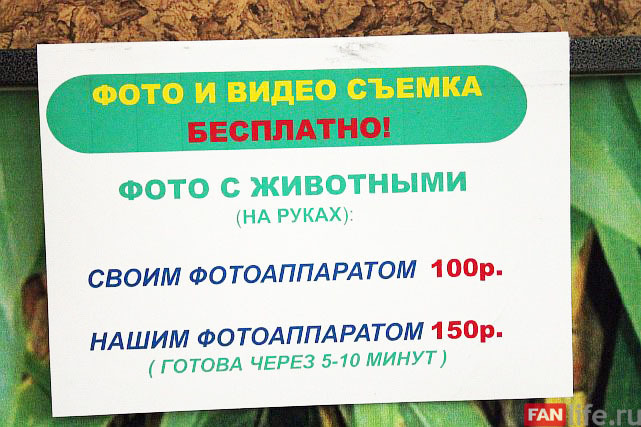 ФОТО И ВИДЕО СЪЕМКА
БЕСПЛАТНО!
ФОТО С ЖИВОТНЫМИ
(НА РУКАХ):
СВОИМ ФОТОАППАРАТОМ 100р.
НАШИМ ФОТОАППАРАТОМ 150р.
( ГОТОВА ЧЕРЕЗ 5-10 МИНУТ )
FANlife.ru